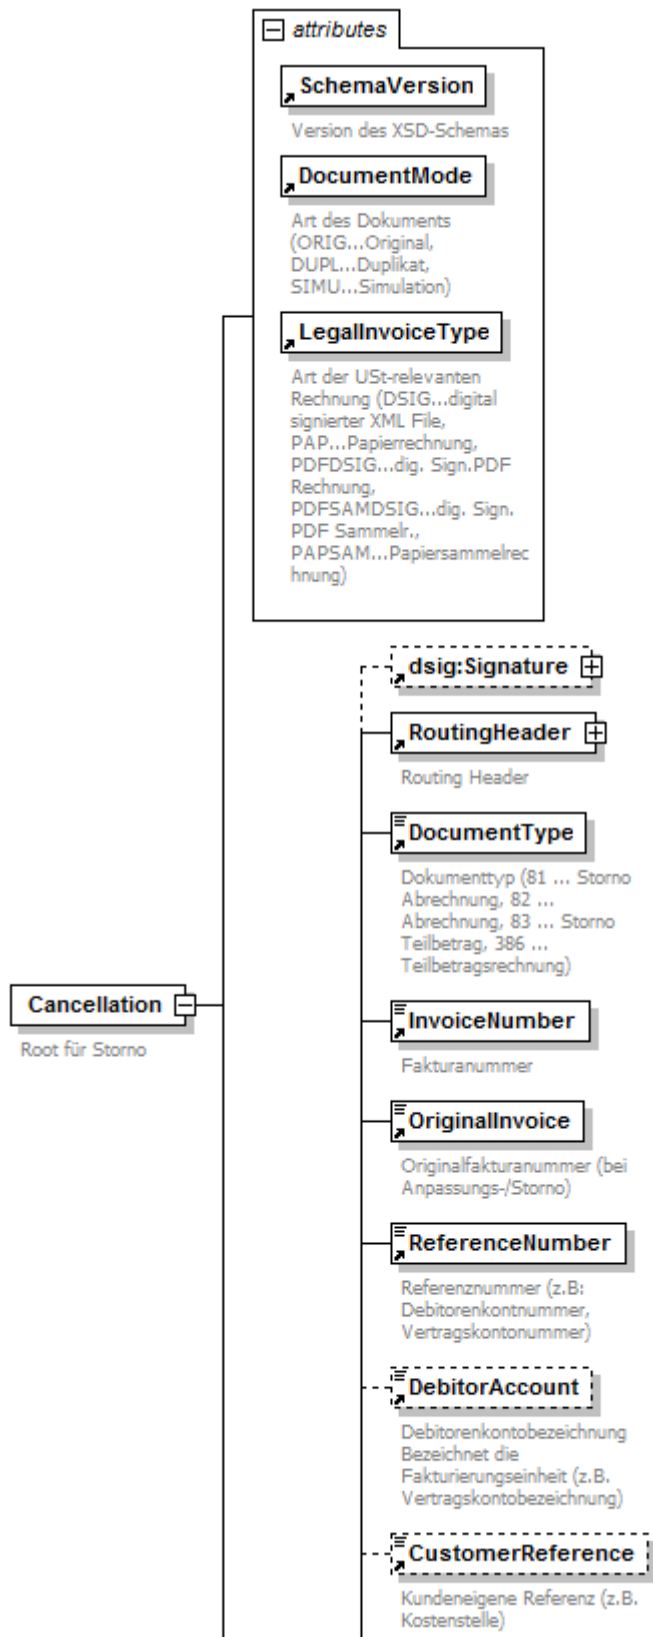 attributes
SchemaVersion
Version des XSD-Schemas
DocumentMode
Art des Dokuments
(ORIG...Original,
DUPL...Duplikat,
SIMU...Simulation)
LegalInvoiceType
Art der USt-relevanten
Rechnung (DSIG...digital
signierter XML File,
PAP...Papierrechnung,
PDFDSIG...dig. Sign.PDF
Rechnung,
PDFSAMDSIG...dig. Sign.
PDF Sammelr.,
PAPSAM...Papiersammelrec
hnung)
dsig:Signature
RoutingHeader
Routing Header
DocumentType
Dokumenttyp (81 ... Storno
Abrechnung, 82 ...
Abrechnung, 83 ... Storno
Teilbetrag, 386 ...
Teilbetragsrechnung)
Cancellation
Root für Storno
InvoiceNumber
Fakturanummer
OriginalInvoice
Originalfakturanummer (bei
Anpassungs-/Storno)
ReferenceNumber
Referenznummer (z.B:
Debitorenkontnummer,
Vertragskontonummer)
DebitorAccount
Debitorenkontobezeichnung
Bezeichnet die
Fakturierungseinheit (z.B.
Vertragskontobezeichnung)
CustomerReference
Kundeneigene Referenz (z.B.
Kostenstelle)